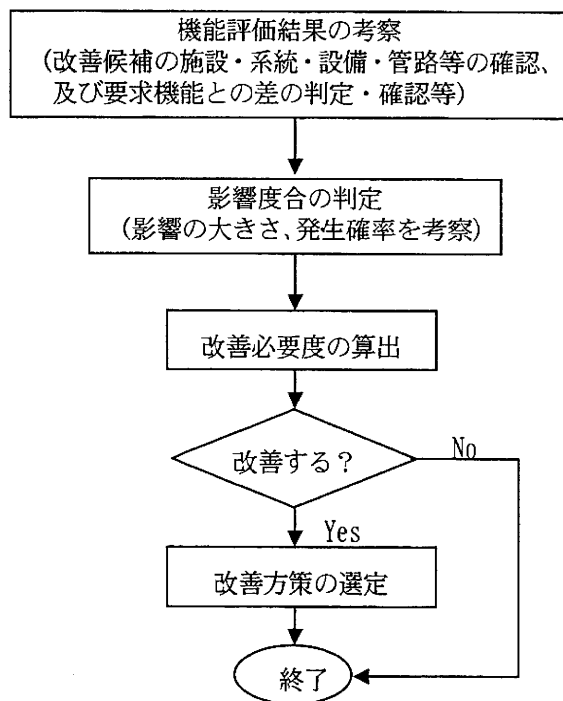 機能評価結果の考察
(改善候補の施設・系統・設備・管路等の確認、
及び要求機能との差の判定・確認等)
影響度合の判定
(影響の大きさ、発生確率を考察)
改善必要度の算出
改善する?
No
Yes
改善方策の選定
終了